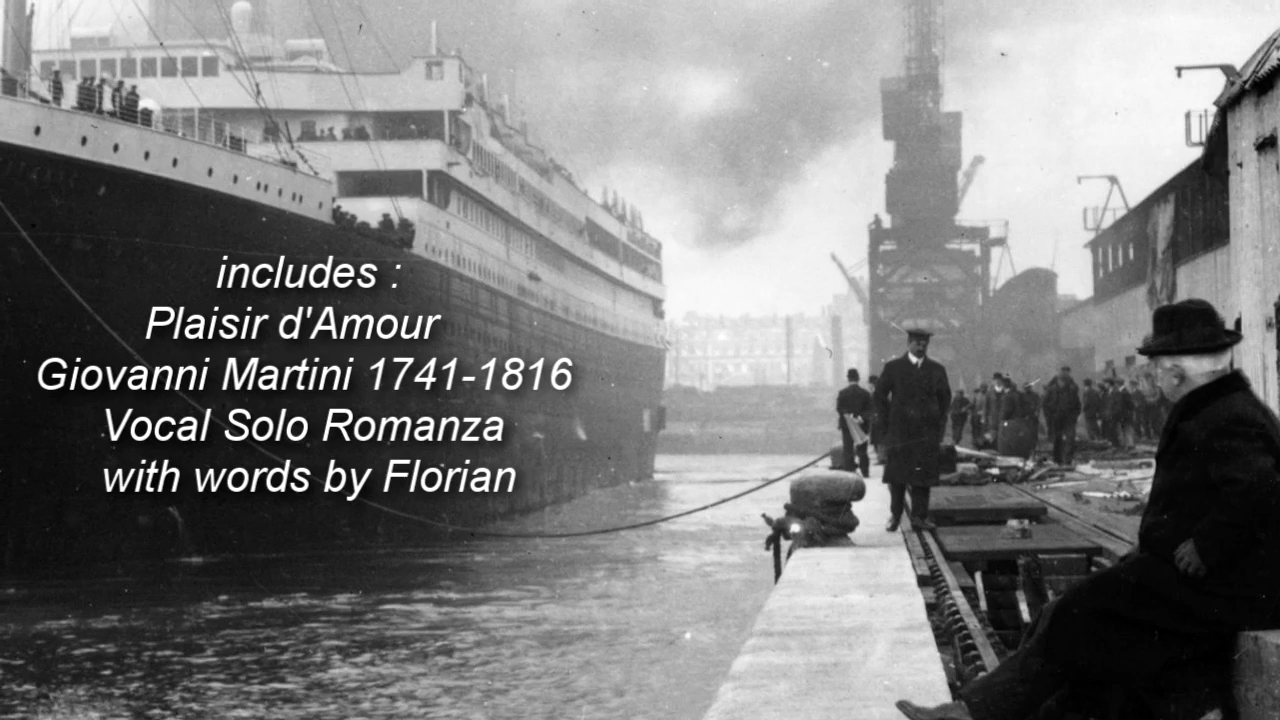 includes :
Plaisir d'Amour
Giovanni Martini 1741-1816
Vocal Solo Romanza
with words by Florian